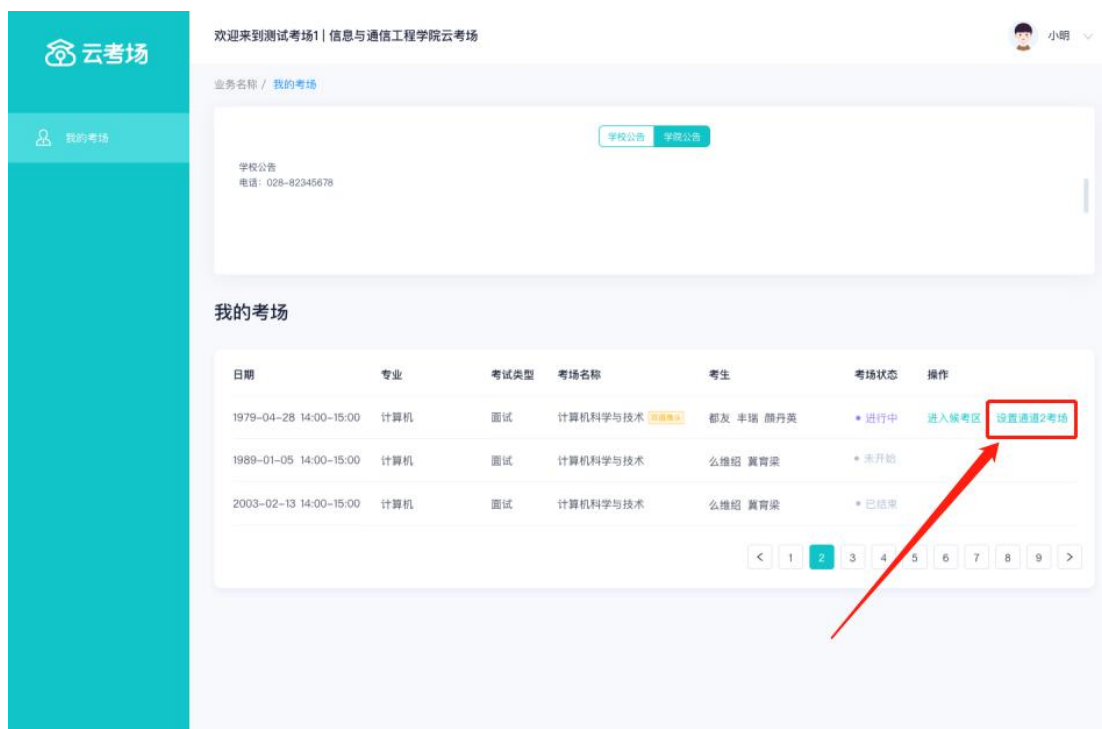 云考场
欢迎来到测试考场1 | 信息与通信工程学院云考场
小明
业务名称 / 我的考场
我的考场
学校公告 学院公告
学校公告
电话：028-82345678
我的考场
日期 专业 考试类型 考场名称 考生 考场状态 操作
1979-04-28 14:00-15:00 计算机 面试 计算机科学与技术 都友 丰瑞 颜丹英 进行中 进入候考区 设置通道2考场
1989-01-05 14:00-15:00 计算机 面试 计算机科学与技术 么维绍 冀育梁 未开始
2003-02-13 14:00-15:00 计算机 面试 计算机科学与技术 么维绍 冀育梁 已结束
< 1 2 3 4 5 6 7 8 9 >